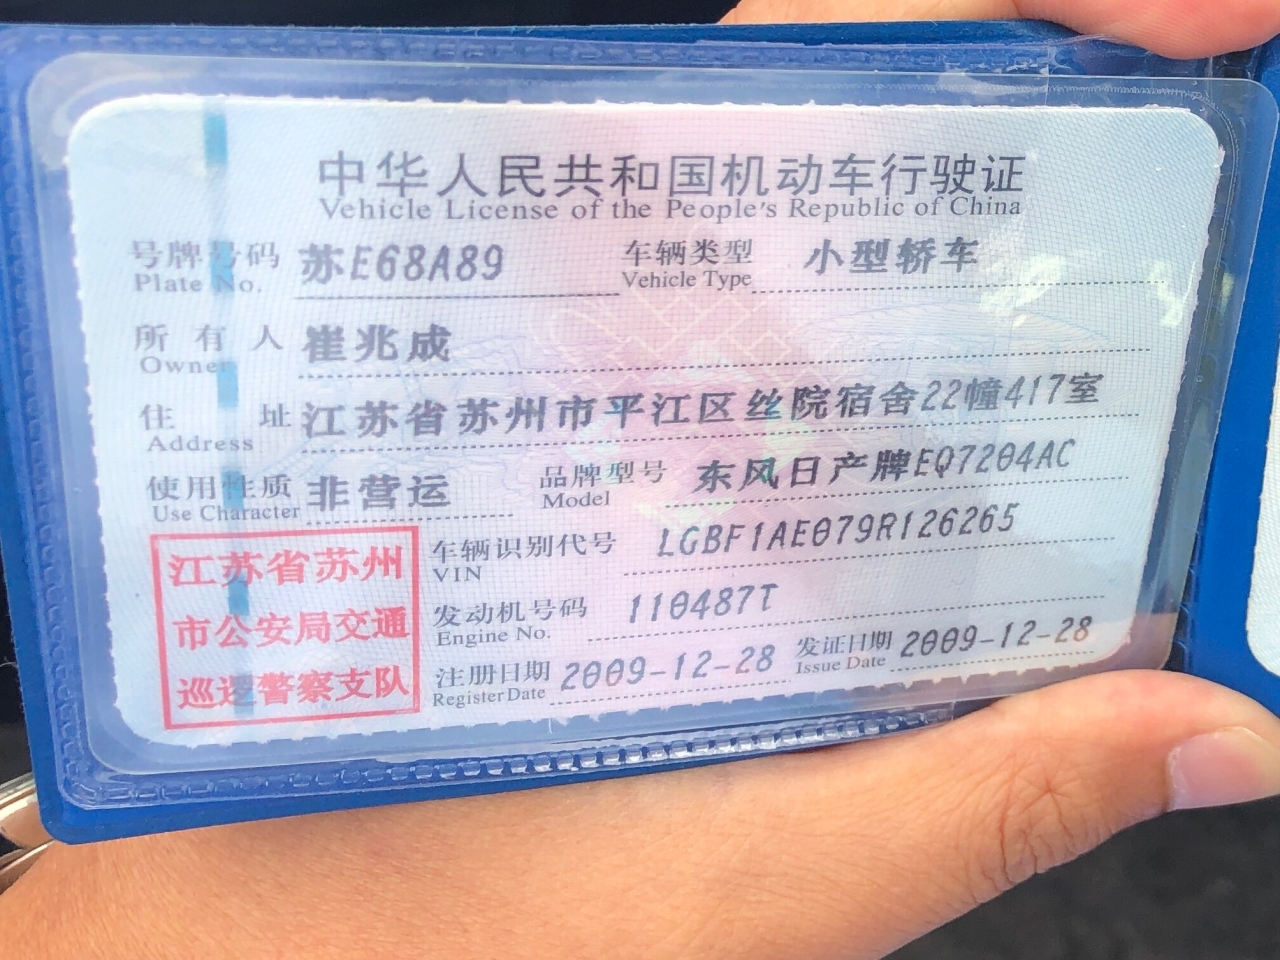 中华人民共和国机动车行驶证
Vehicle License of the People's Republic of China
号牌号码 苏E68A89 车辆类型 小型轿车
Plate No. Vehicle Type
所有人 崔兆成
Owner
住址 江苏省苏州市平江区丝院宿舍22幢417室
Address
使用性质 非营运 品牌型号 东风日产牌EQ7204AC
Use Character Model
江苏省苏州
市公安局交通
巡逻警察支队
车辆识别代号 LGBF1AE079R126265
VIN
发动机号码 110487T
Engine No.
注册日期 2009-12-28 发证日期 2009-12-28
Register Date Issue Date